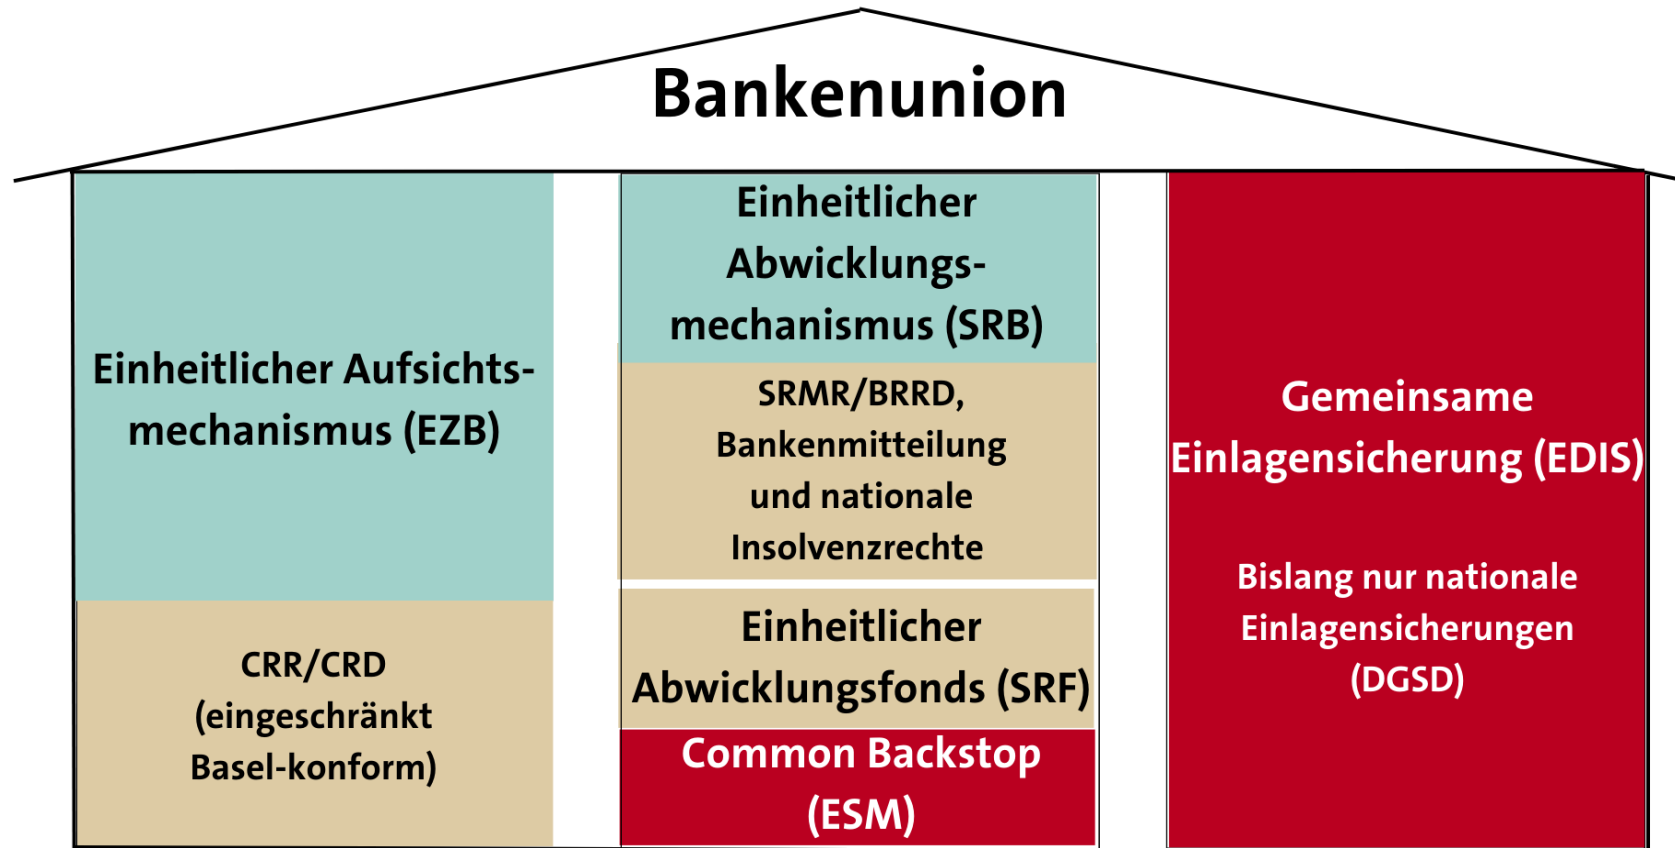 Bankenunion
Einheitlicher Aufsichts-
mechanismus (EZB)
CRR/CRD
(eingeschränkt
Basel-konform)
Einheitlicher
Abwicklungs-
mechanismus (SRB)
SRMR/BRRD,
Bankenmitteilung
und nationale
Insolvenzrechte
Einheitlicher
Abwicklungsfonds (SRF)
Common Backstop
(ESM)
Gemeinsame
Einlagensicherung (EDIS)
Bislang nur nationale
Einlagensicherungen
(DGSD)